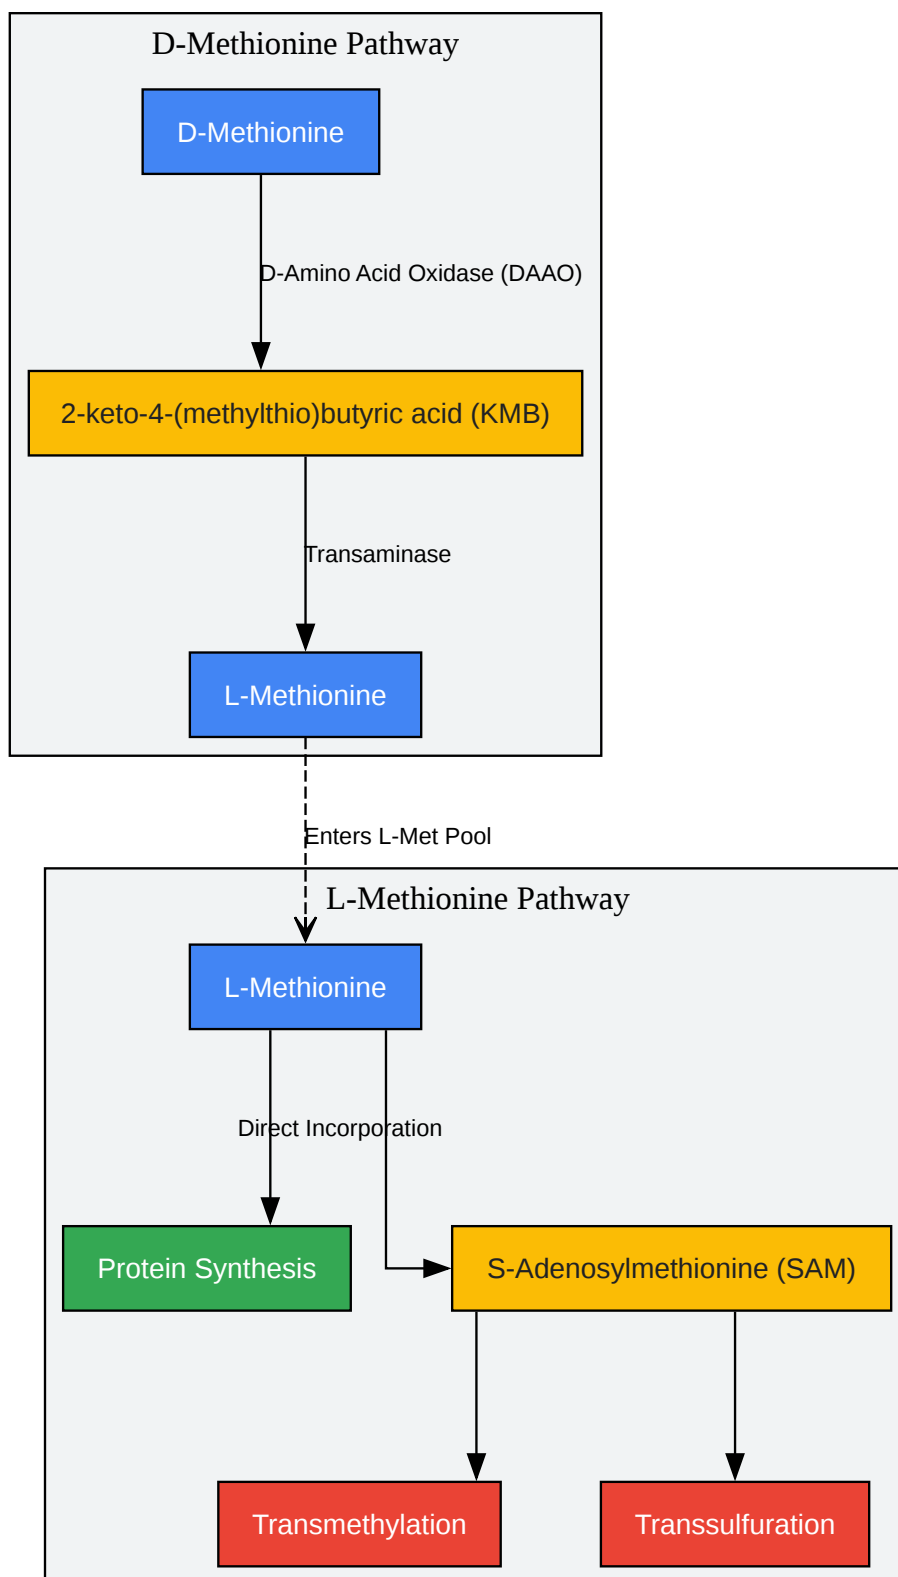 D-Methionine Pathway
D-Methionine
D-Amino Acid Oxidase (DAAO)
2-keto-4-(methylthio)butyric acid (KMB)
Transaminase
L-Methionine
Enters L-Met Pool
L-Methionine Pathway
L-Methionine
Direct Incorporation
Protein Synthesis
S-Adenosylmethionine (SAM)
Transmethylation
Transsulfuration